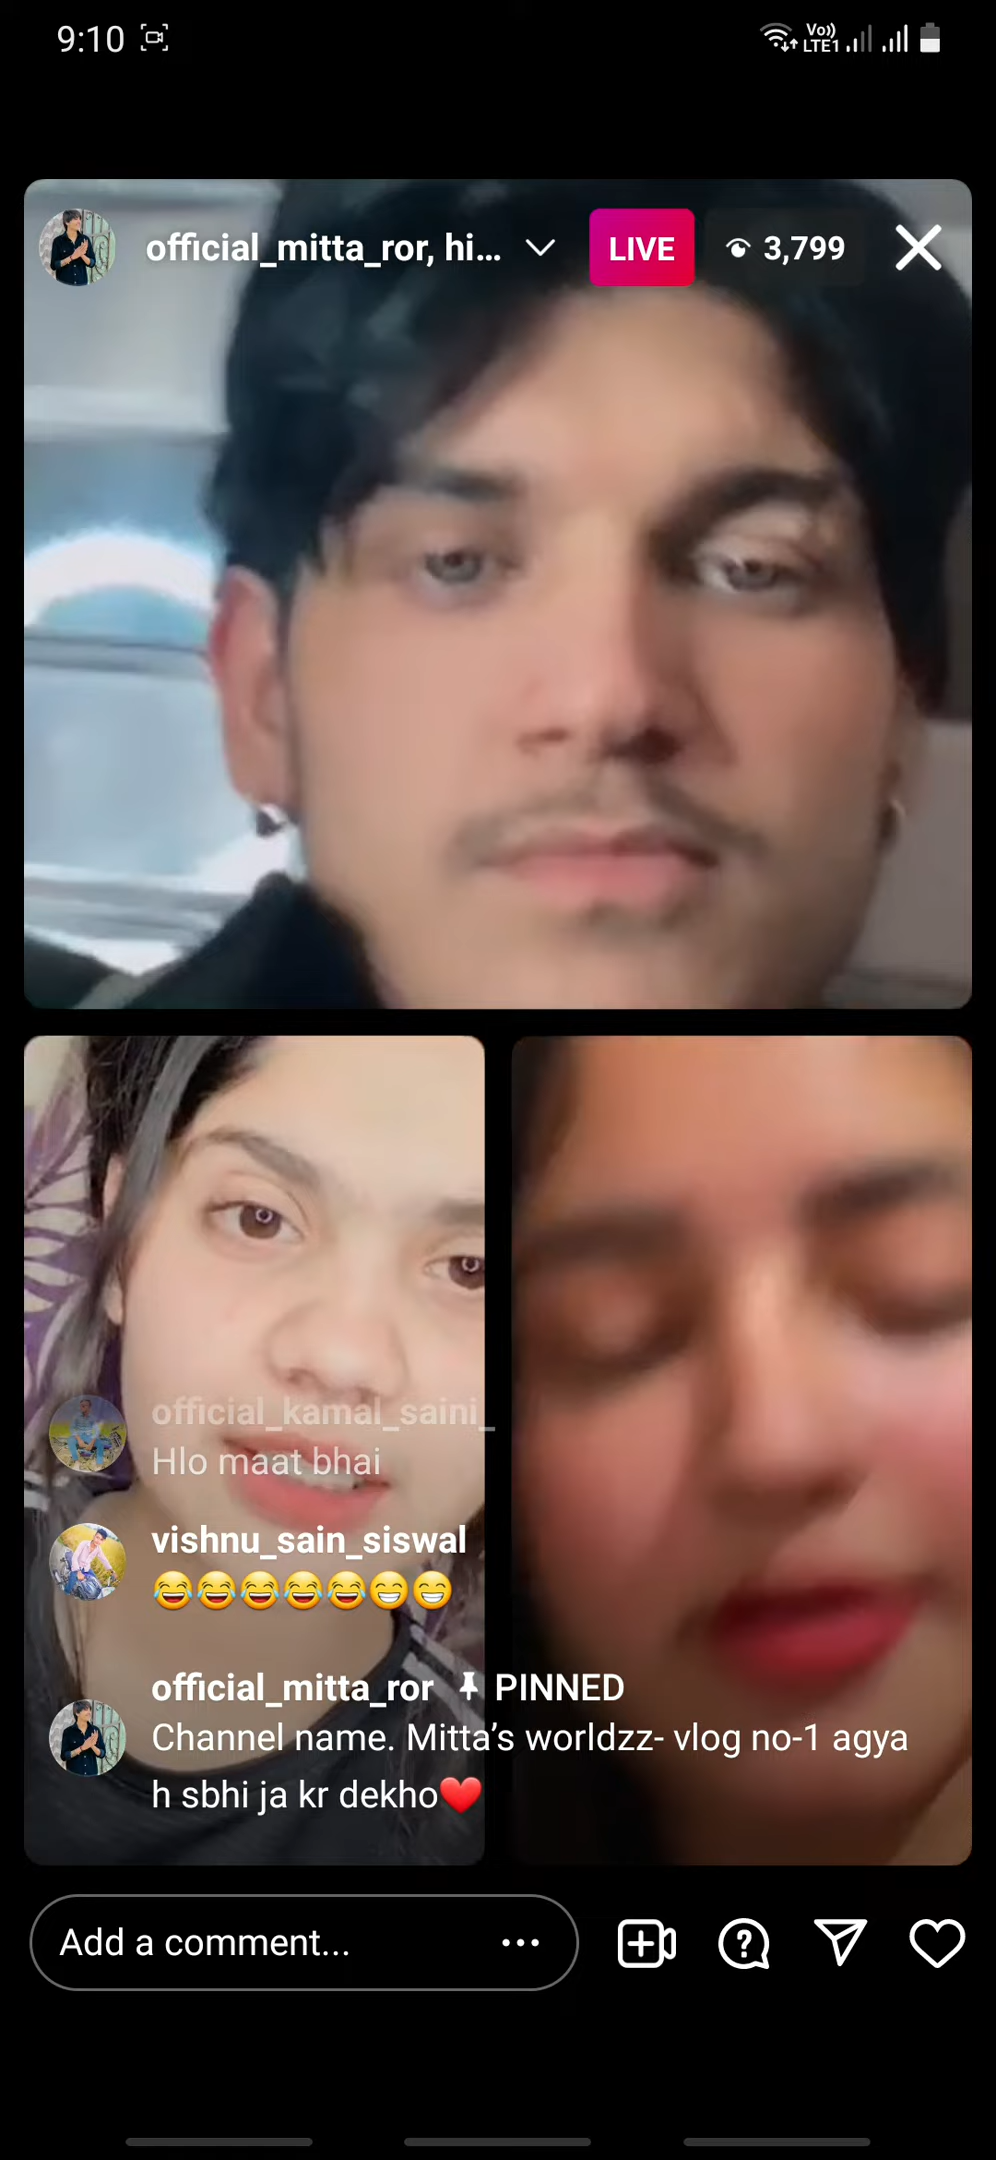 9:10
Vo))
LTE1
official_mitta_ror, hi...
LIVE
3,799
official_kamal_saini_
Hlo maat bhai
vishnu_sain_siswal
😂😂😂😂😂😁😁
official_mitta_ror PINNED
Channel name. Mitta’s worldzz- vlog no-1 agya
h sbhi ja kr dekho❤️
Add a comment...